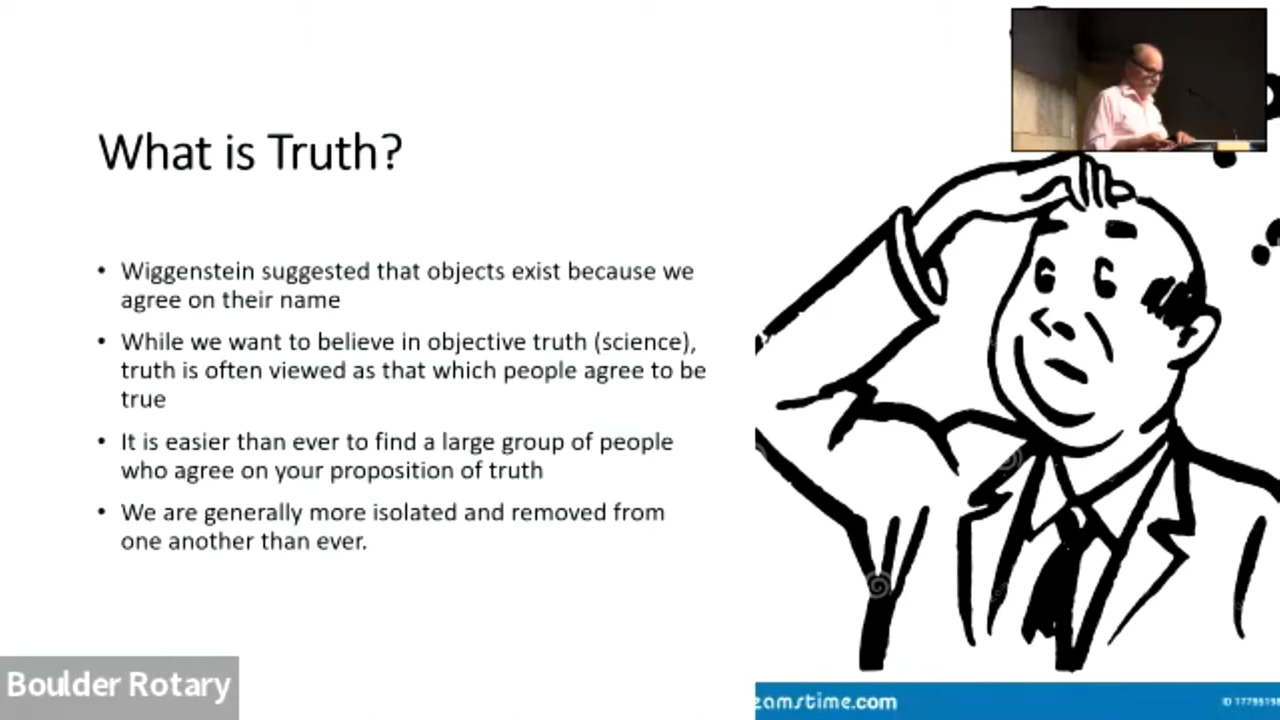 What is Truth?
• Wiggenstein suggested that objects exist because we
agree on their name
• While we want to believe in objective truth (science),
truth is often viewed as that which people agree to be
true
• It is easier than ever to find a large group of people
who agree on your proposition of truth
• We are generally more isolated and removed from
one another than ever.
Boulder Rotary
eamstime.com